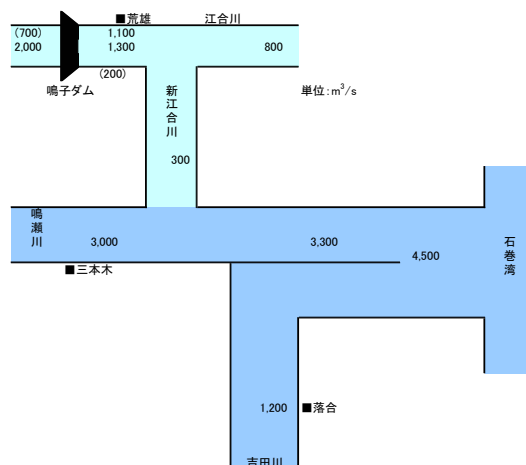 ■荒雄 江合川
(700) 1,100
2,000 1,300 800
(200)
鳴子ダム 単位:m³/s
新江合川
300
鳴瀬川
3,000 3,300
石巻湾
4,500
■三本木
1,200 ■落合
吉田川